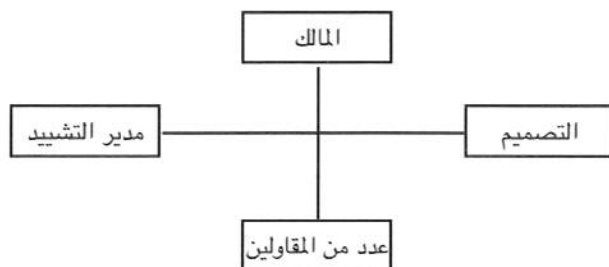 المالك
التصميم
مدير التشييد
عدد من المقاولين